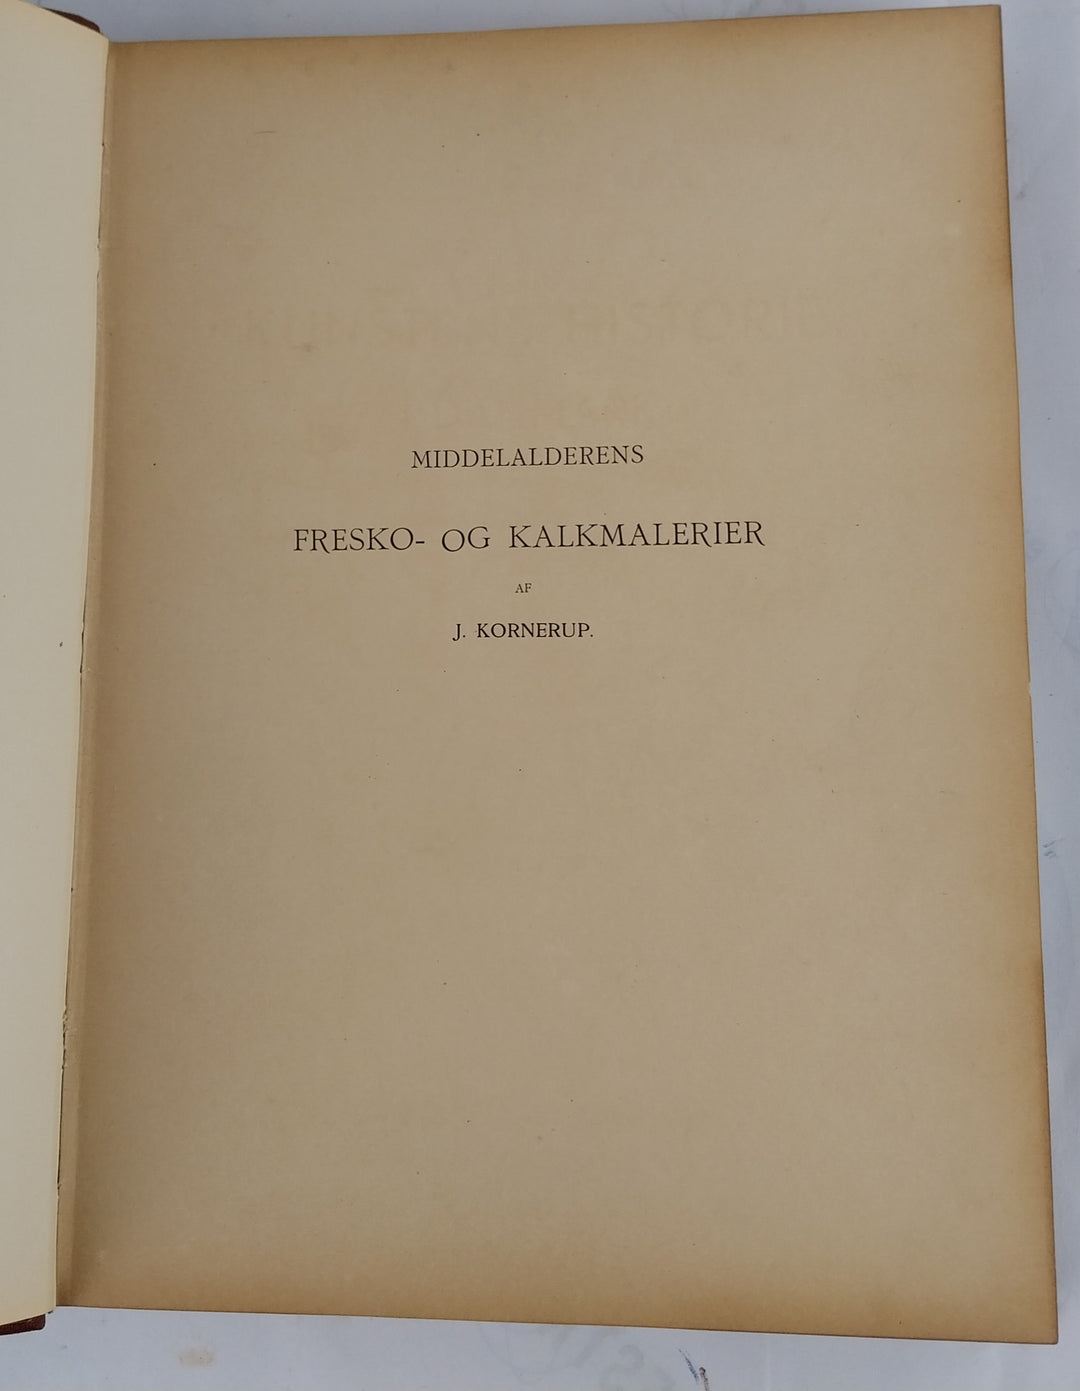 MIDDELALDERENS
FRESKO- OG KALKMALERIER
AF
J. KORNERUP.